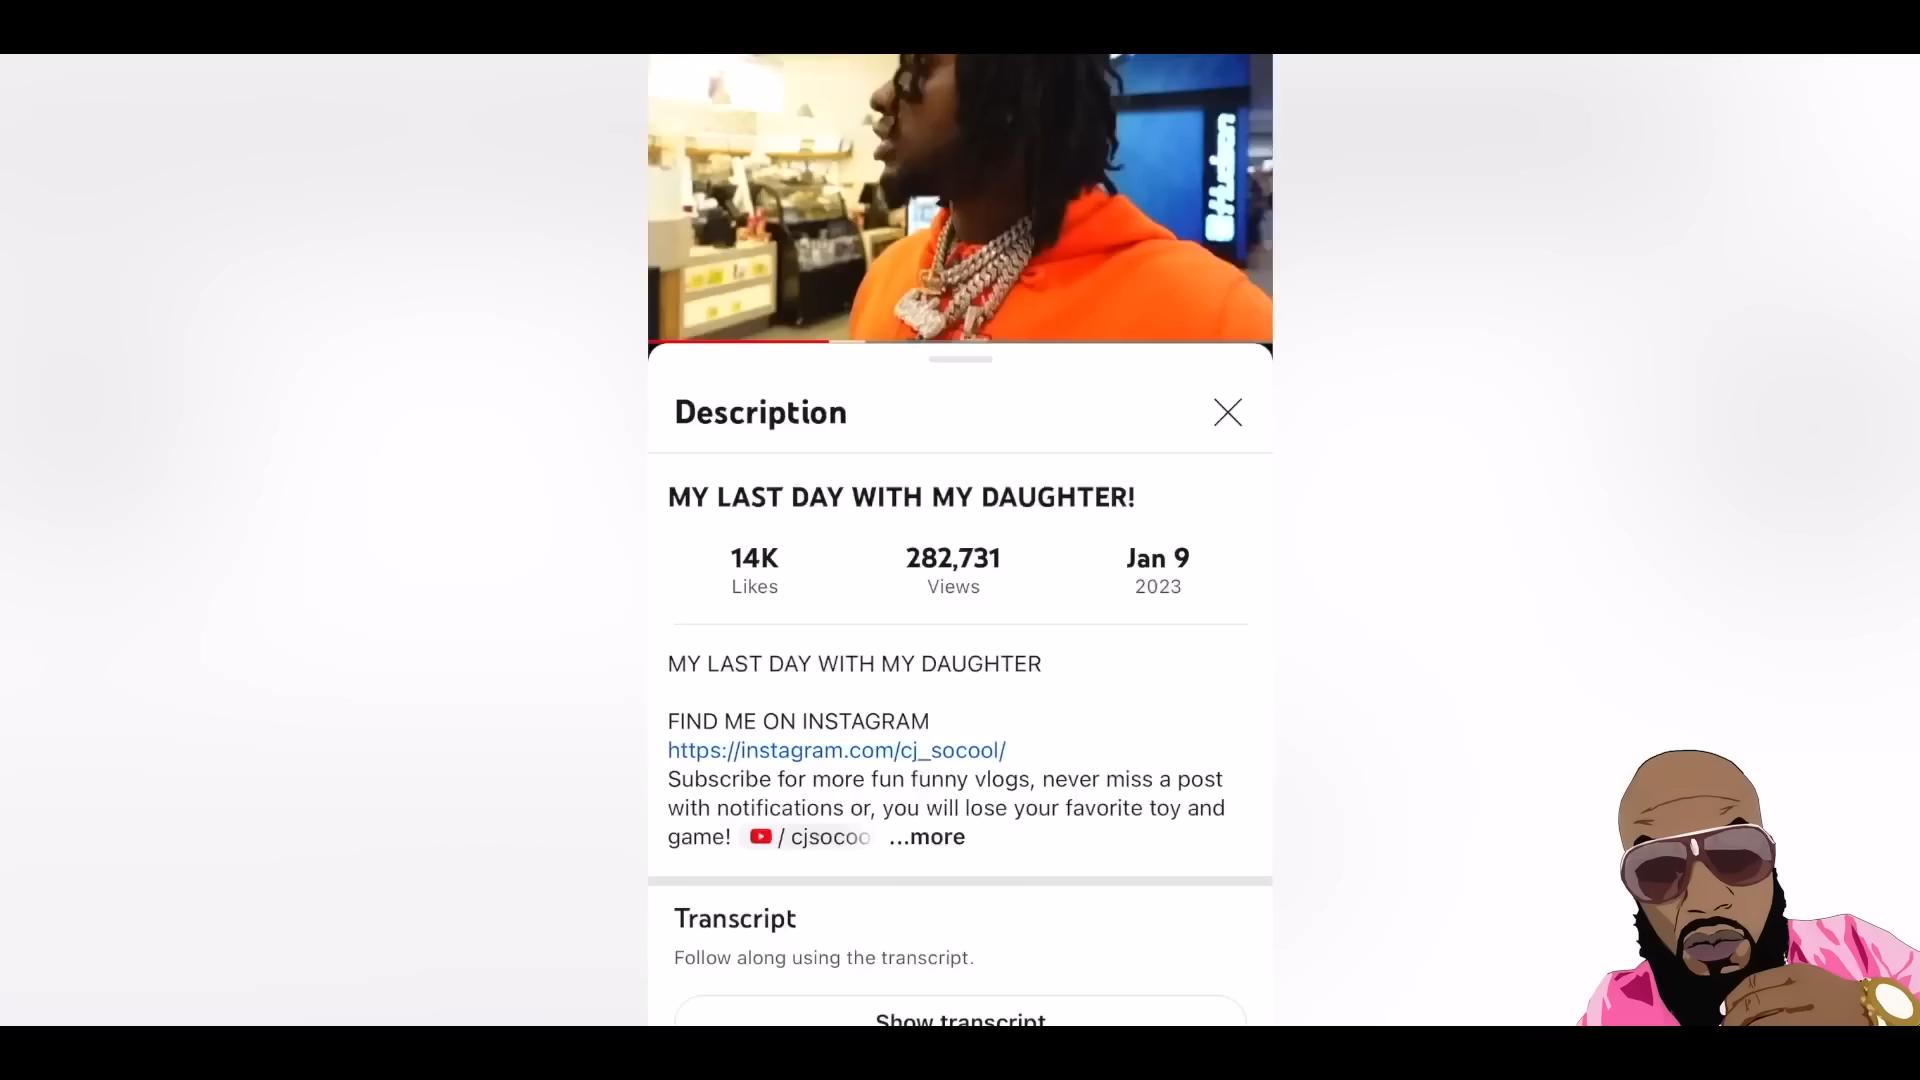 Hudson
Description
MY LAST DAY WITH MY DAUGHTER!
14K
282,731
Jan 9
Likes
Views
2023
MY LAST DAY WITH MY DAUGHTER
FIND ME ON INSTAGRAM
https://instagram.com/cj_socool/
Subscribe for more fun funny vlogs, never miss a post
with notifications or, you will lose your favorite toy and
game! / cjsocoo ...more
Transcript
Follow along using the transcript.
Show transcript